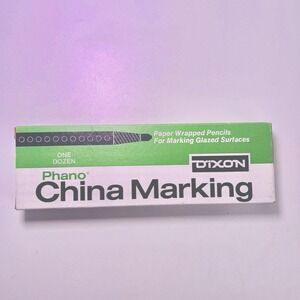 Paper Wrapped Pencils
For Marking Glazed Surfaces
ONE
DOZEN
DIXON
Phano®
China Marking